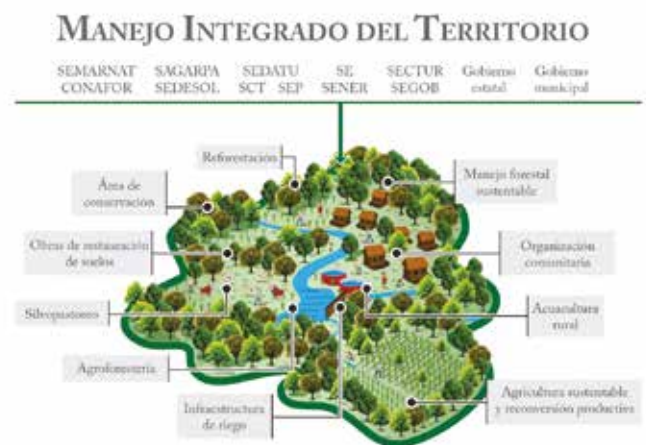 MANEJO INTEGRADO DEL TERRITORIO
SEMARNAT SAGARPA SEDATU SE SECTUR Gobierno Gobierno
CONAFOR SEDESOL SCT SEP SENER SEGOB estatal municipal
Reforestación
Área de
conservación
Manejo forestal
sustentable
Obras de restauración
de suelos
Organización
comunitaria
Silvopastoreo
Acuacultura
rural
Agroforestería
Infraestructura
de riego
Agricultura sustentable
y reconversión productiva